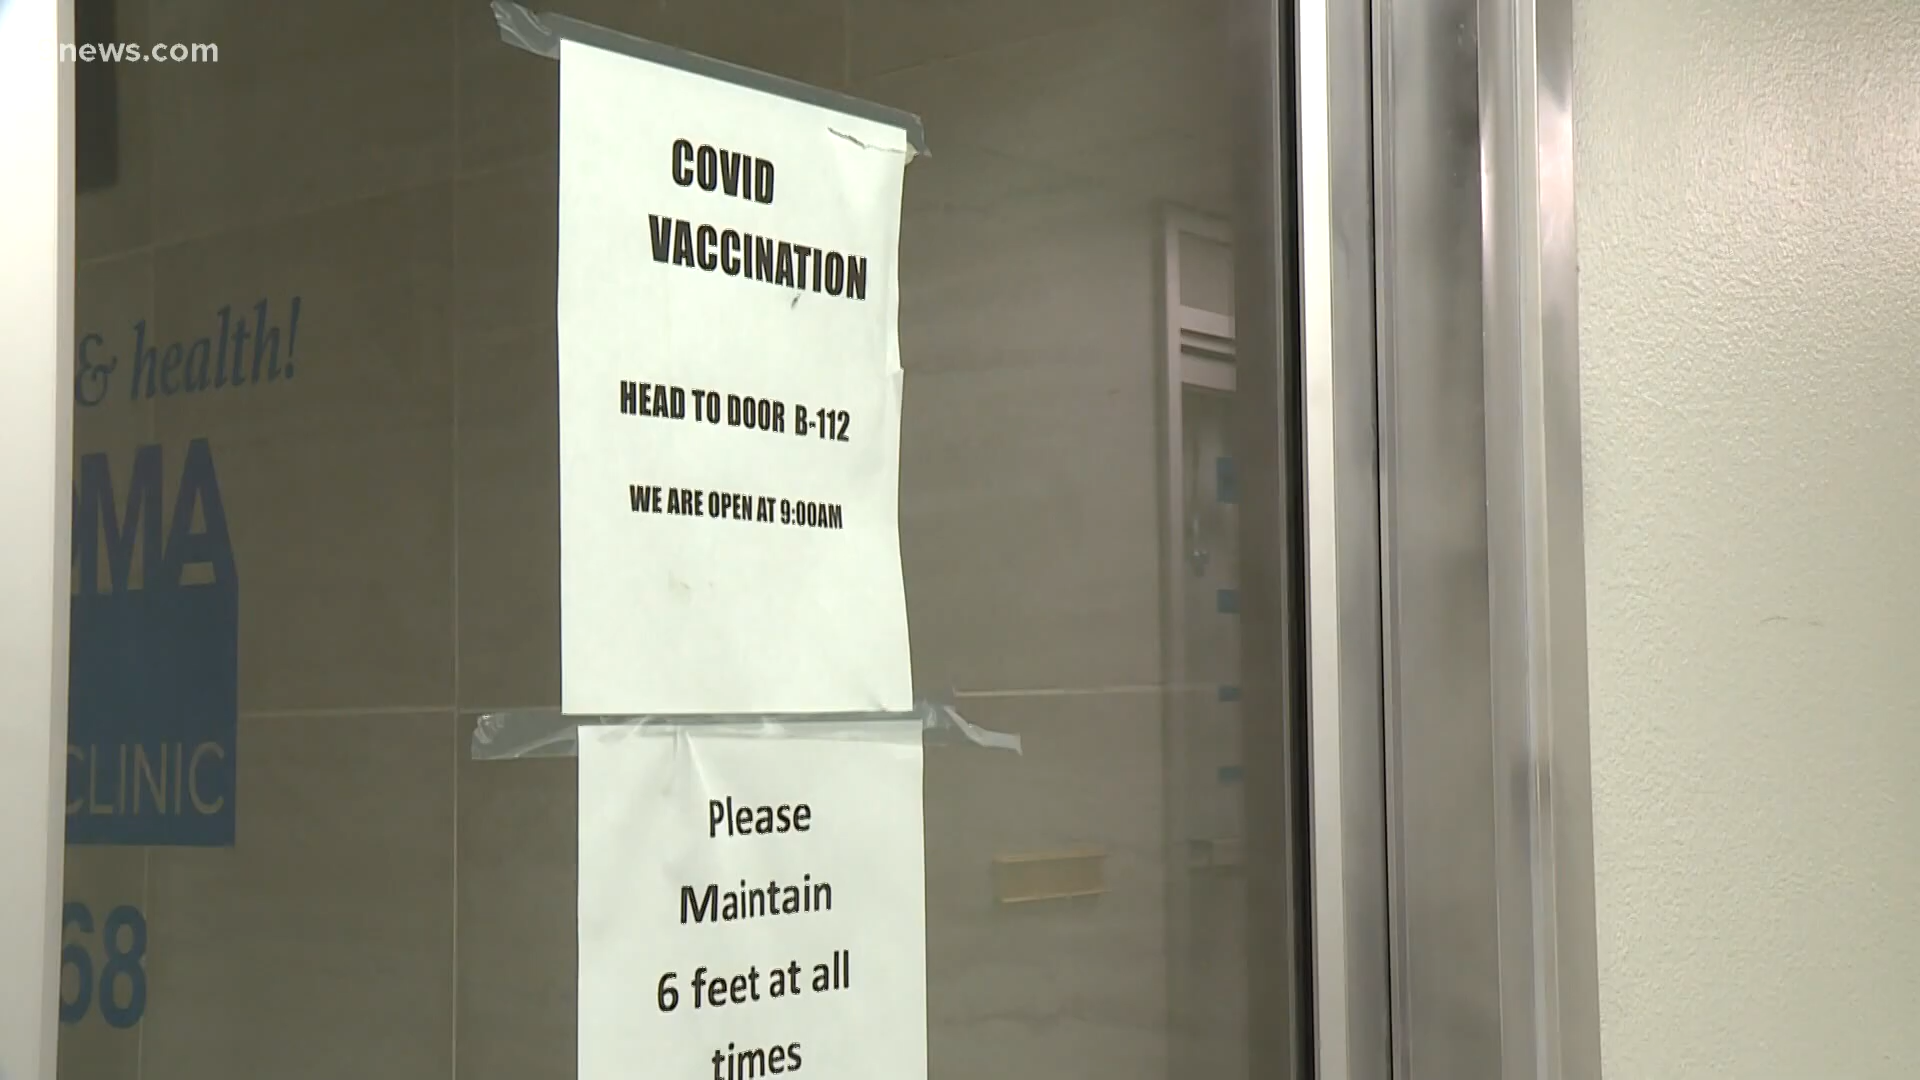 news.com
& health!
MA
CLINIC
68
COVID
VACCINATION
HEAD TO DOOR B-112
WE ARE OPEN AT 9:00AM
Please
Maintain
6 feet at all
times